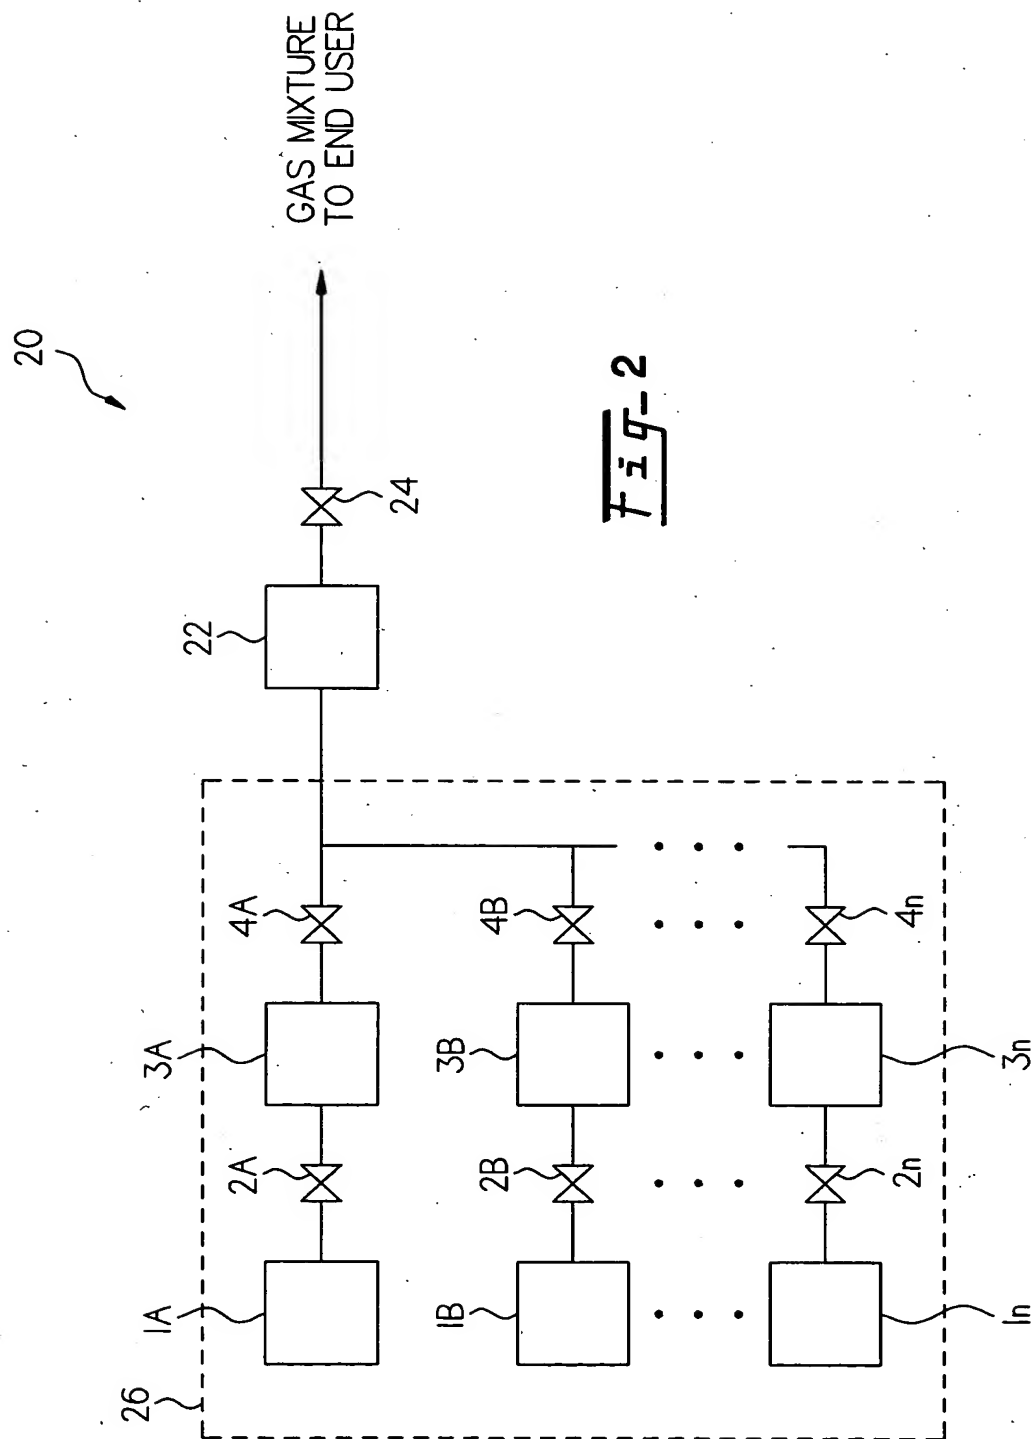 20
GAS MIXTURE
TO END USER
22
24
26
1A
2A
3A
4A
1B
2B
3B
4B
1n
2n
3n
4n
Fig-2